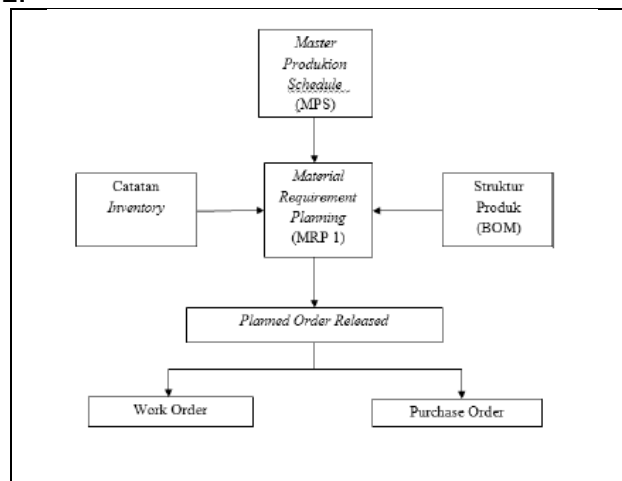 Master
Produkion
Schedule
(MPS)
Catatan
Inventory
Material
Requirement
Planning
(MRP 1)
Struktur
Produk
(BOM)
Planned Order Released
Work Order
Purchase Order